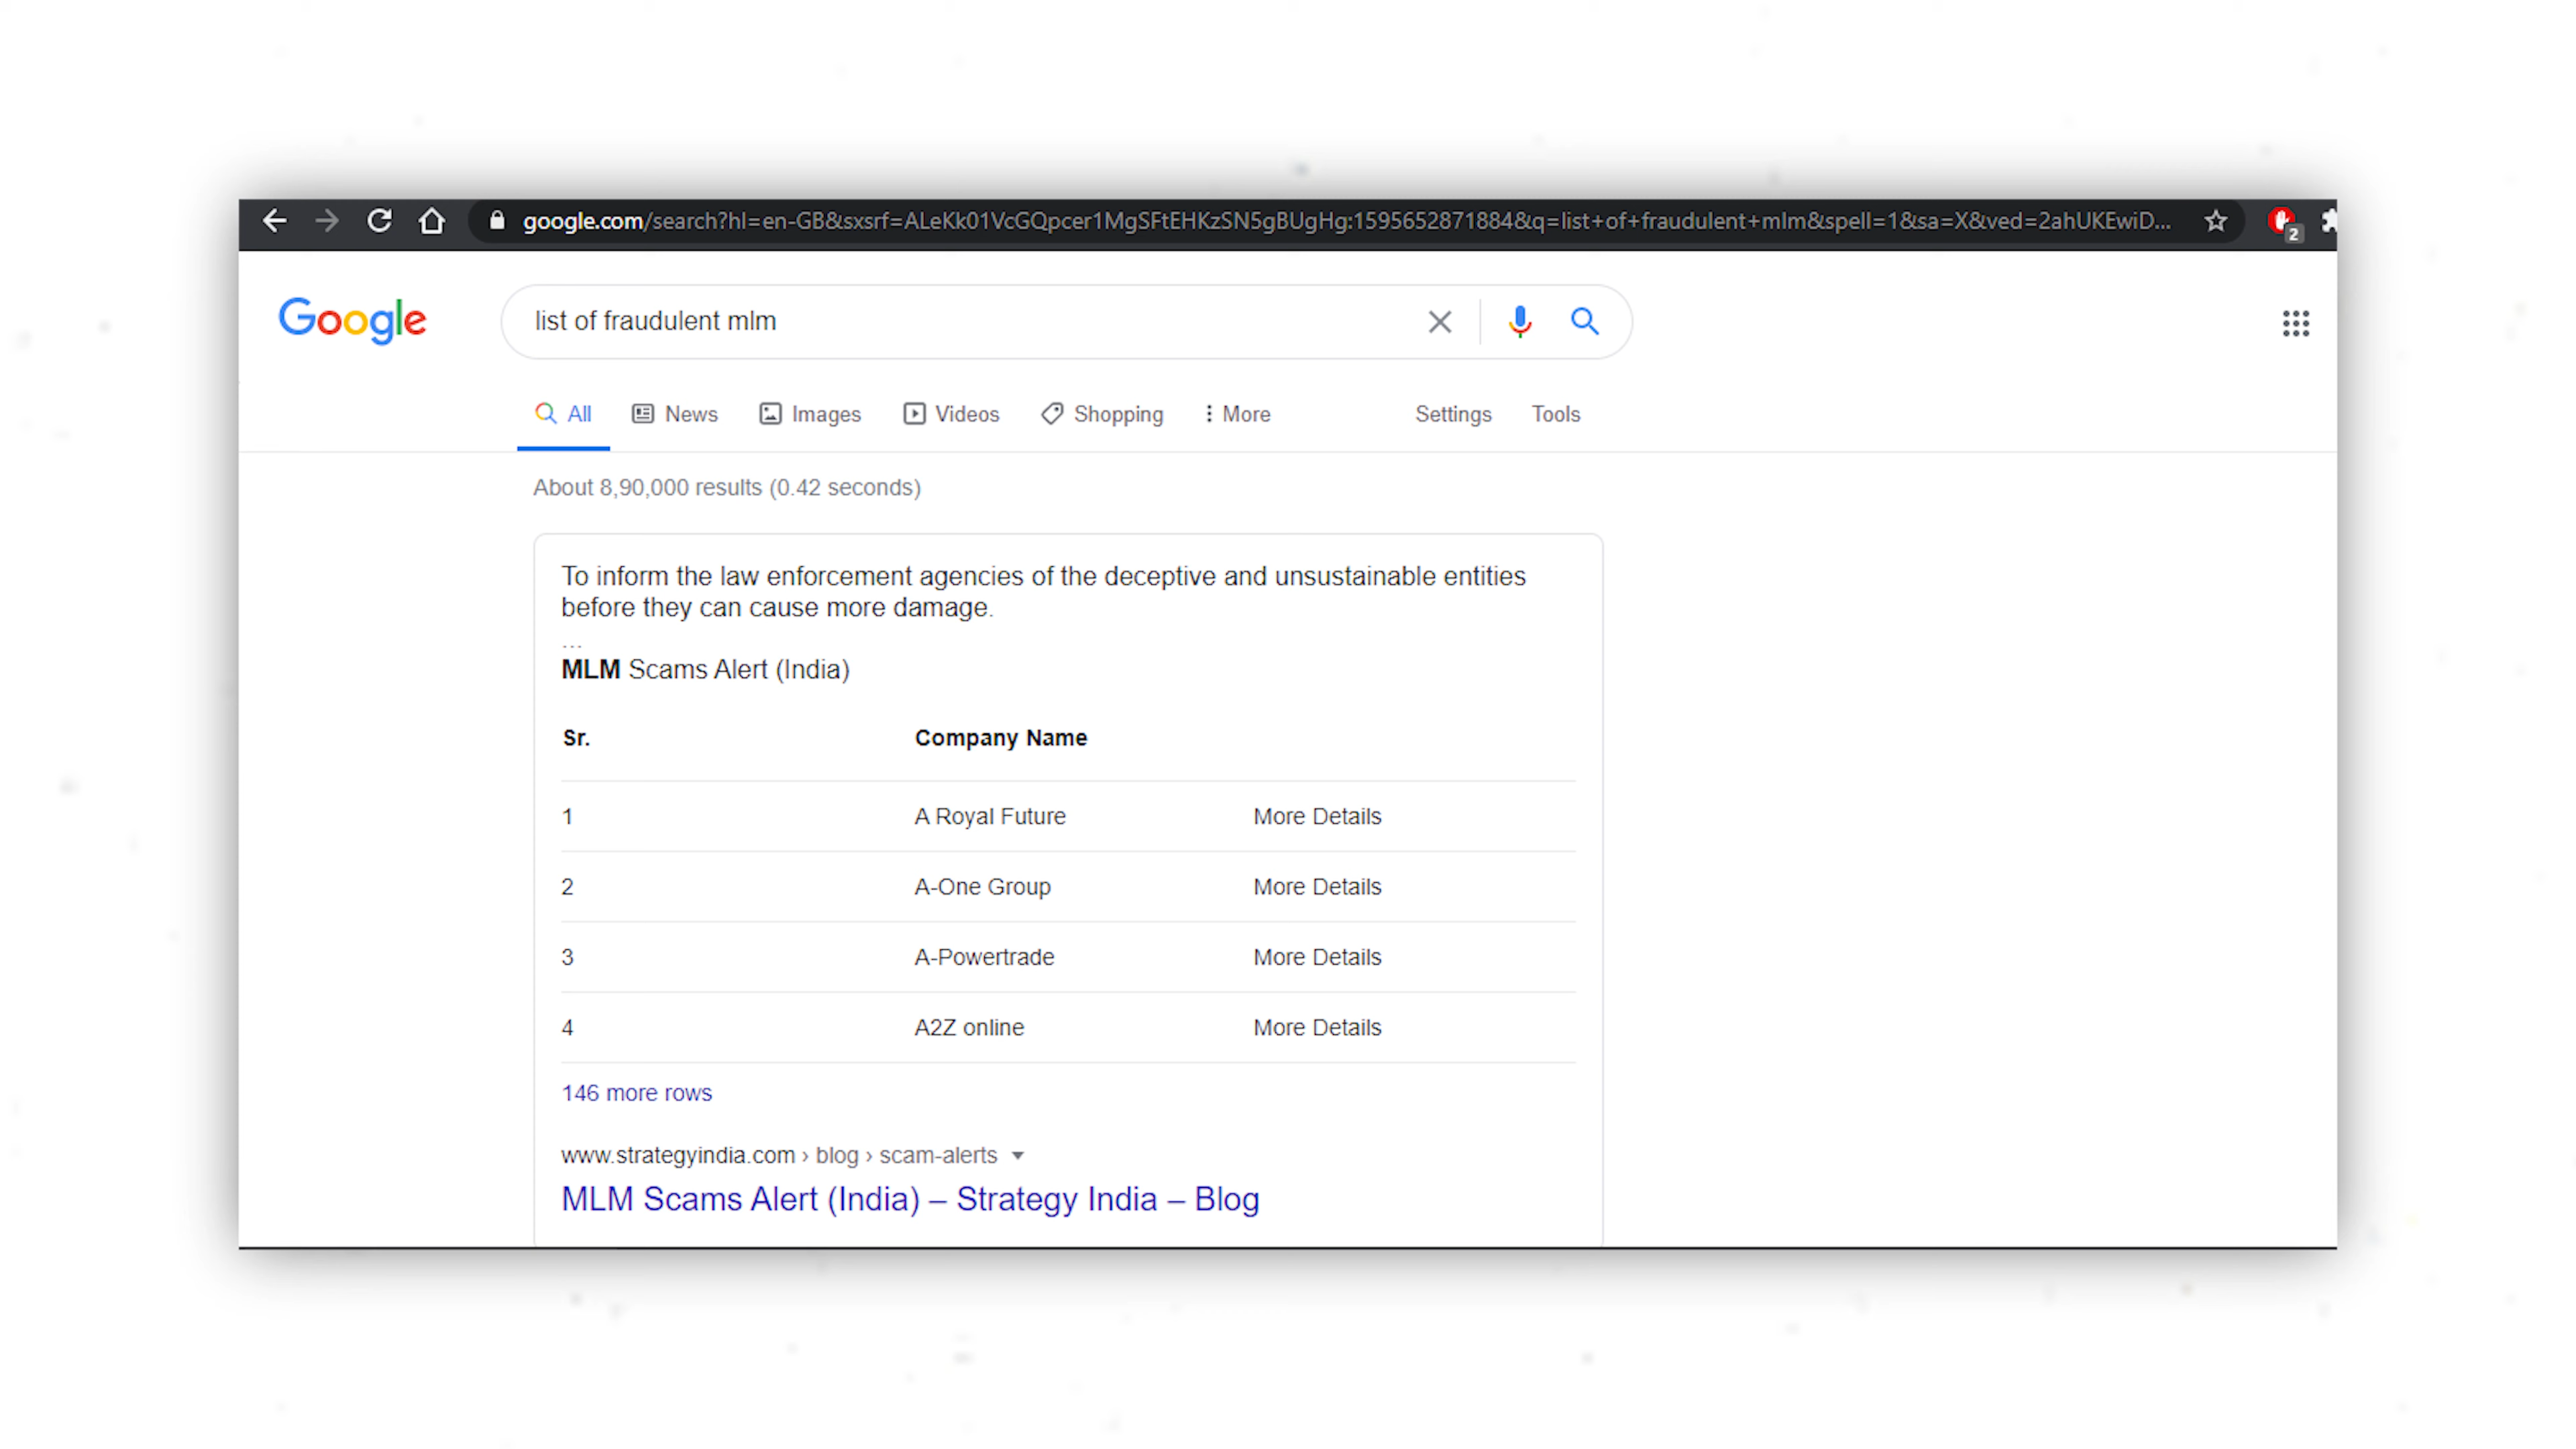 google.com/search?hl=en-GB&sxsrf=ALeKk01VcGQpcer1MgSFtEHKzSN5gBUgHg:1595652871884&q=list+of+fraudulent+mlm&spell=1&sa=X&ved=2ahUKEwiD...
2
Google
list of fraudulent mlm
All News Images Videos Shopping More Settings Tools
About 8,90,000 results (0.42 seconds)
To inform the law enforcement agencies of the deceptive and unsustainable entities
before they can cause more damage.
...
MLM Scams Alert (India)
Sr. Company Name
1 A Royal Future More Details
2 A-One Group More Details
3 A-Powertrade More Details
4 A2Z online More Details
146 more rows
www.strategyindia.com › blog › scam-alerts
MLM Scams Alert (India) – Strategy India – Blog